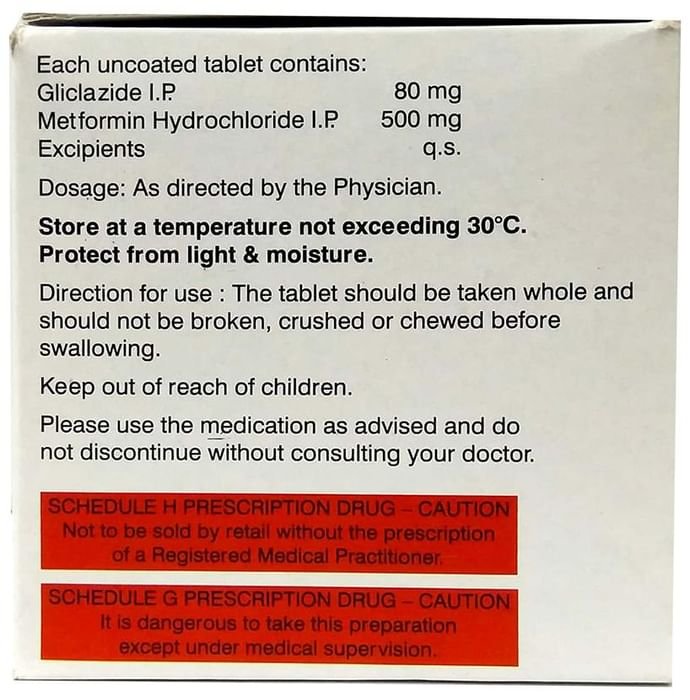 Each uncoated tablet contains:
Gliclazide I.P. 80 mg
Metformin Hydrochloride I.P. 500 mg
Excipients q.s.
Dosage: As directed by the Physician.
Store at a temperature not exceeding 30°C.
Protect from light & moisture.
Direction for use : The tablet should be taken whole and
should not be broken, crushed or chewed before
swallowing.
Keep out of reach of children.
Please use the medication as advised and do
not discontinue without consulting your doctor.
SCHEDULE H PRESCRIPTION DRUG – CAUTION
Not to be sold by retail without the prescription
of a Registered Medical Practitioner.
SCHEDULE G PRESCRIPTION DRUG – CAUTION
It is dangerous to take this preparation
except under medical supervision.